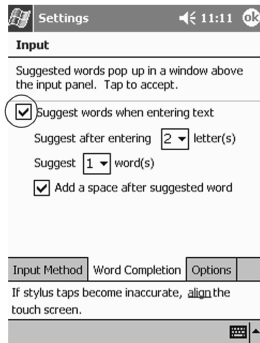 Settings 11:11 ok
Input
Suggested words pop up in a window above
the input panel. Tap to accept.
Suggest words when entering text
Suggest after entering 2 letter(s)
Suggest 1 word(s)
Add a space after suggested word
Input Method Word Completion Options
If stylus taps become inaccurate, align the
touch screen.